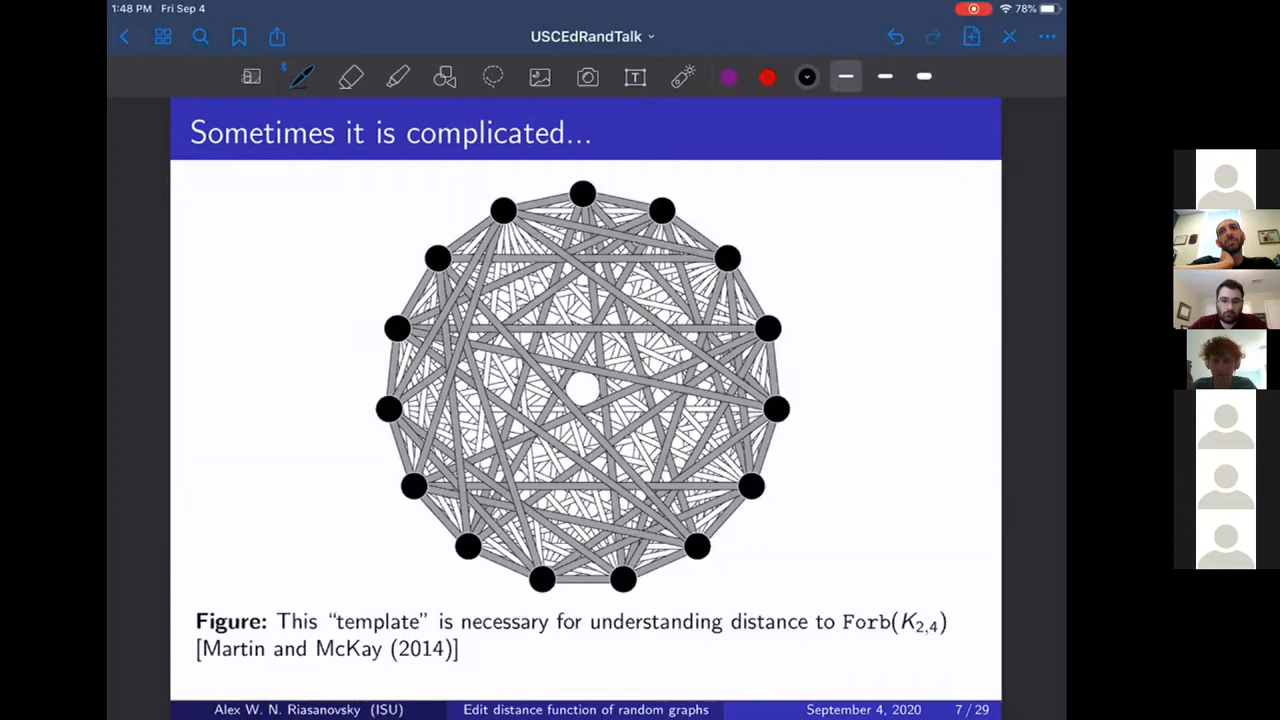 1:48 PM Fri Sep 4
78%
USCEdRandTalk
T
Sometimes it is complicated...
Figure: This “template” is necessary for understanding distance to Forb(K2,4)
[Martin and McKay (2014)]
Alex W. N. Riasanovsky (ISU) Edit distance function of random graphs September 4, 2020 7 / 29